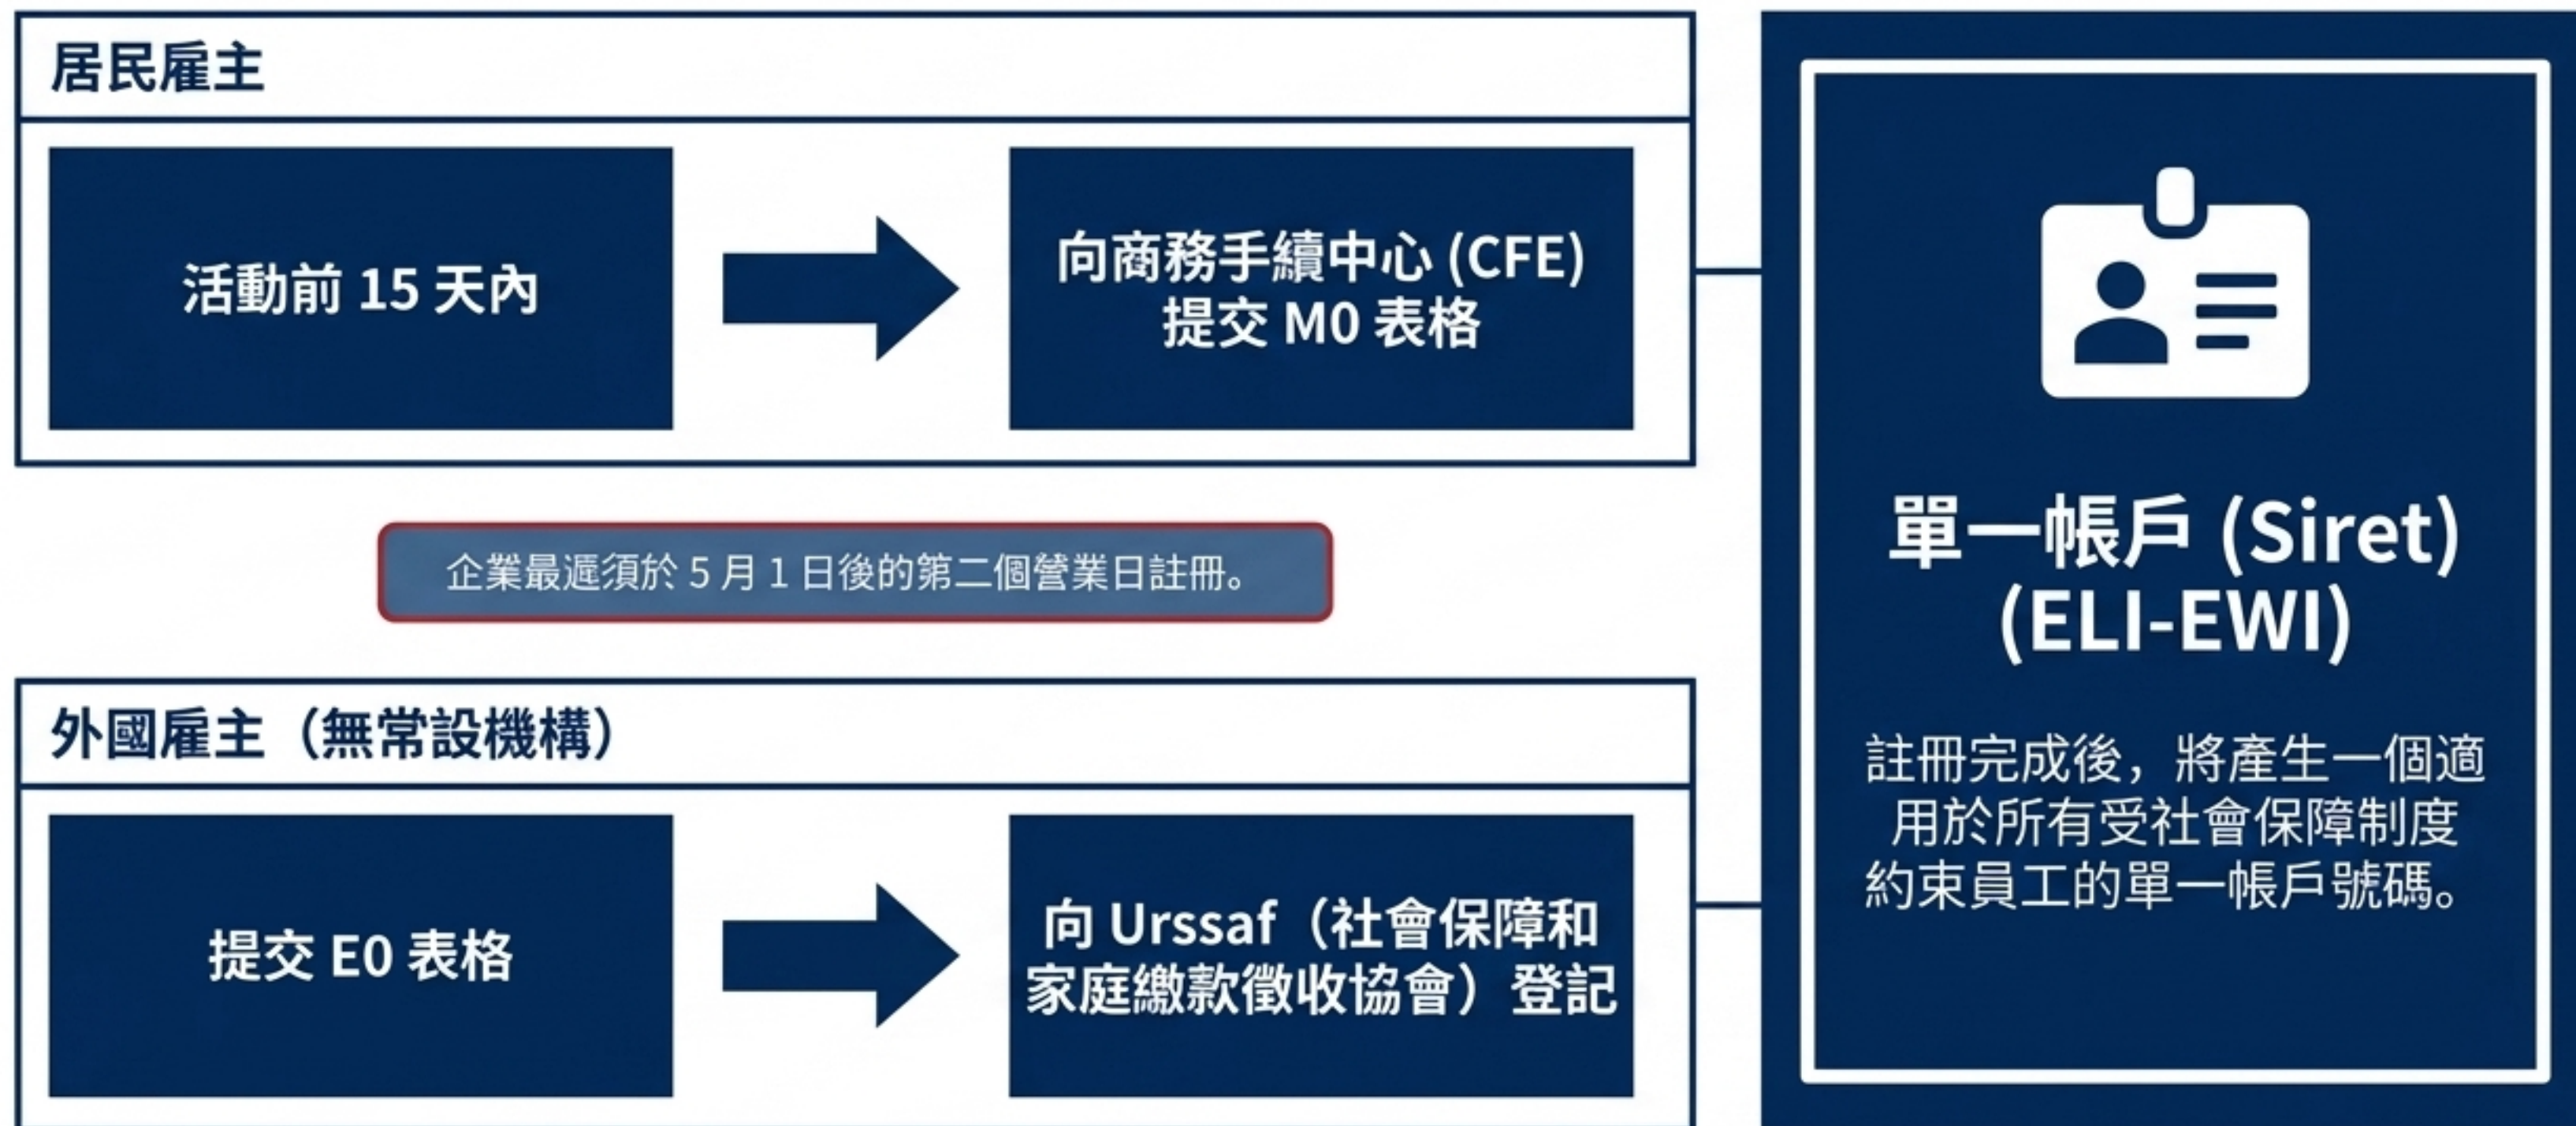 居民雇主
活動前 15 天內
向商務手續中心 (CFE)
提交 M0 表格
企業最遲須於 5 月 1 日後的第二個營業日註冊。
外國雇主（無常設機構）
提交 E0 表格
向 Urssaf（社會保障和
家庭繳款徵收協會）登記
單一帳戶 (Siret)
(ELI-EWI)
註冊完成後，將產生一個適
用於所有受社會保障制度
約束員工的單一帳戶號碼。